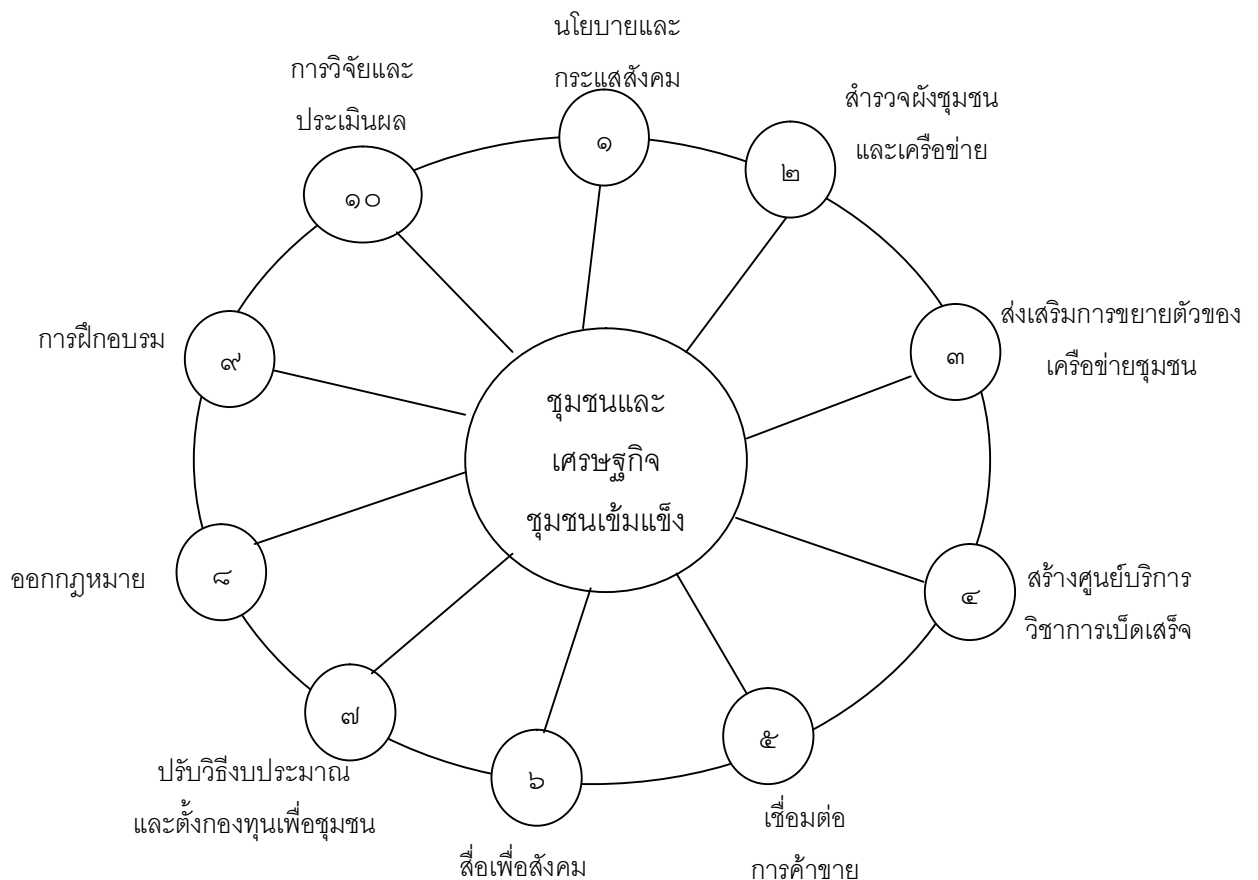 นโยบายและ
กระแสสังคม
๑
สำรวจผังชุมชน
และเครือข่าย
๒
ส่งเสริมการขยายตัวของ
เครือข่ายชุมชน
๓
สร้างศูนย์บริการ
วิชาการเบ็ดเสร็จ
๔
เชื่อมต่อ
การค้าขาย
๕
สื่อเพื่อสังคม
๖
ปรับวิธีงบประมาณ
และตั้งกองทุนเพื่อชุมชน
๗
ออกกฎหมาย
๘
การฝึกอบรม
๙
การวิจัยและ
ประเมินผล
๑๐
ชุมชนและ
เศรษฐกิจ
ชุมชนเข้มแข็ง